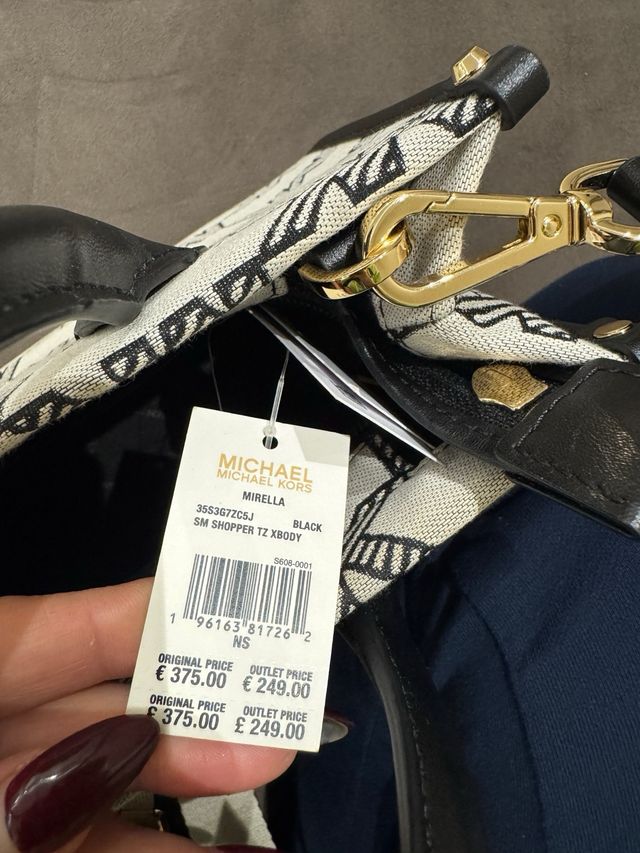 MICHAEL
MICHAEL KORS
MIRELLA
35S3G7ZC5J BLACK
SM SHOPPER TZ XBODY
S608-0001
1 96163 81726 2
NS
ORIGINAL PRICE OUTLET PRICE
€ 375.00 € 249.00
ORIGINAL PRICE OUTLET PRICE
£ 375.00 £ 249.00